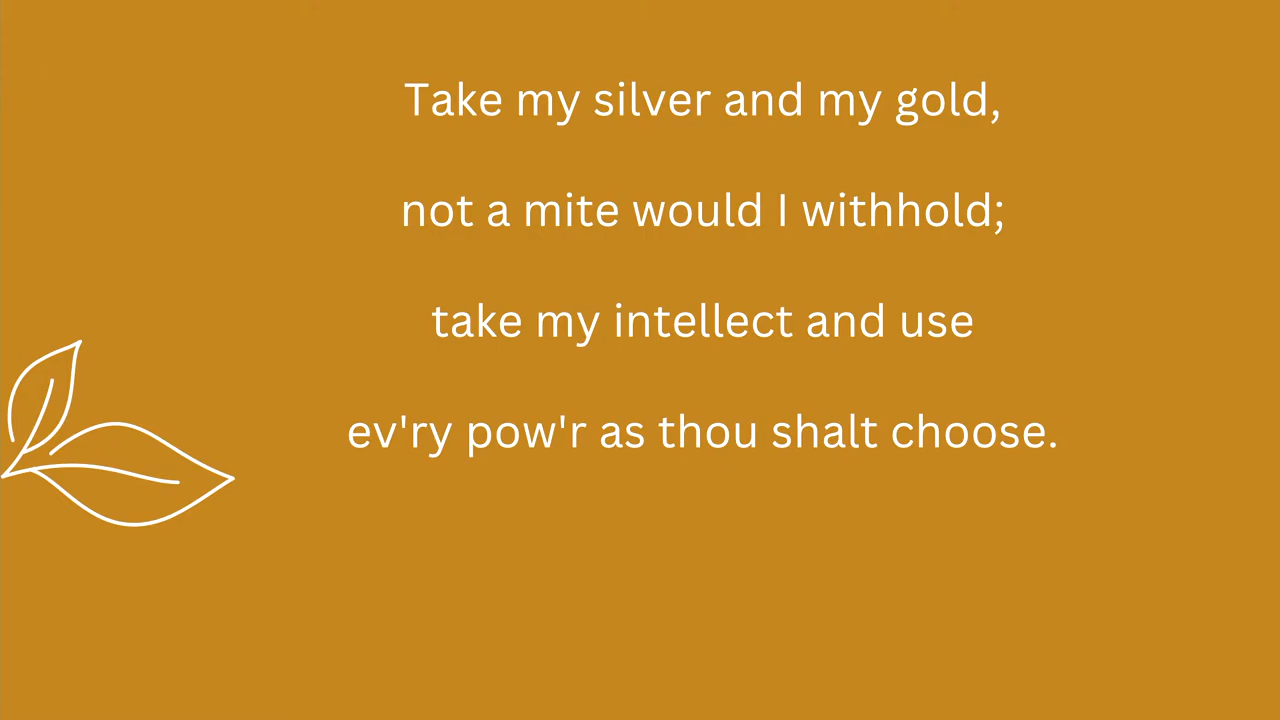 Take my silver and my gold,
not a mite would I withhold;
take my intellect and use
ev'ry pow'r as thou shalt choose.